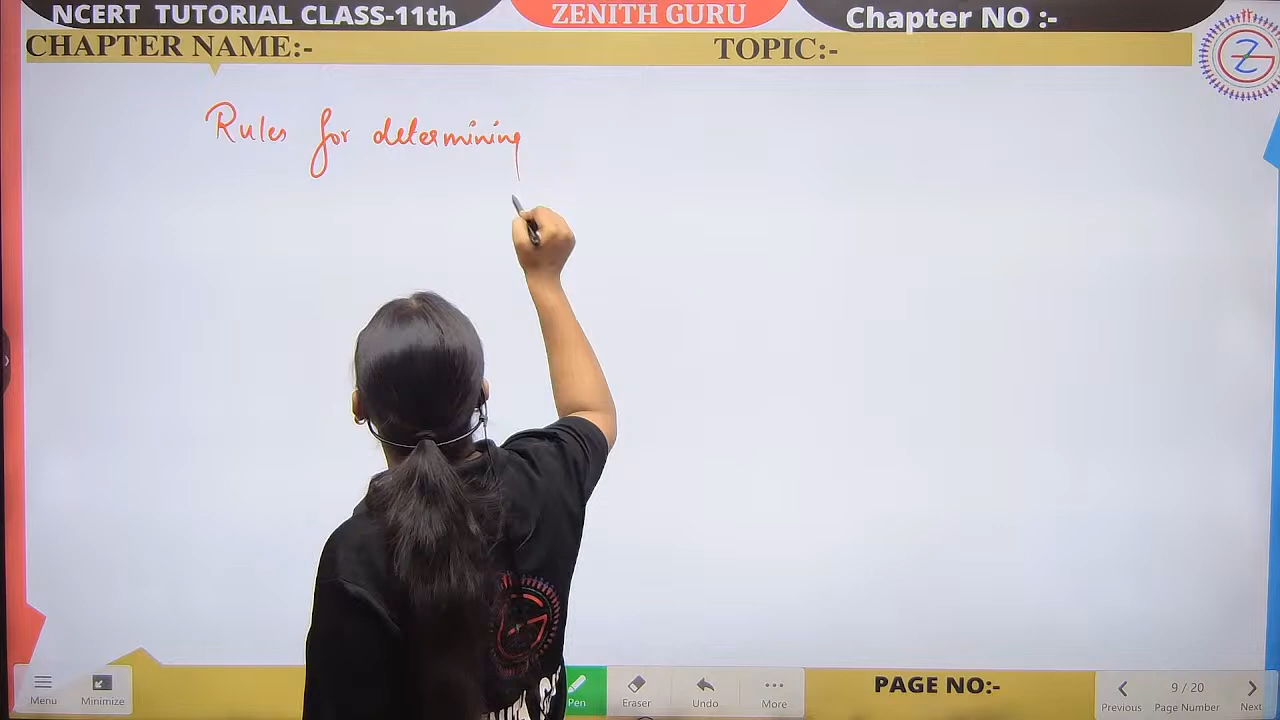 NCERT TUTORIAL CLASS-11th
ZENITH GURU
Chapter NO :-
CHAPTER NAME:-
TOPIC:-
Rules for determining
Menu
Minimize
Pen
Eraser
Undo
More
PAGE NO:-
Previous
9 / 20
Page Number
Next